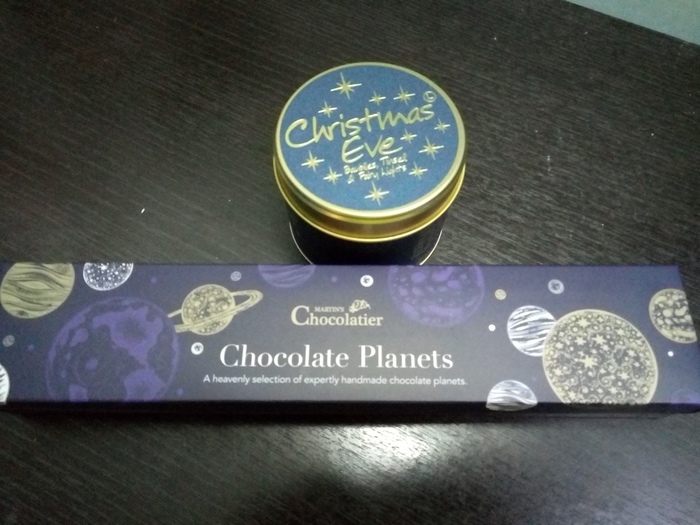 Christmas
©
Eve
Baubles, Tinsel
& Fairy Lights
MARTIN'S
Chocolatier
Chocolate Planets
A heavenly selection of expertly handmade chocolate planets.